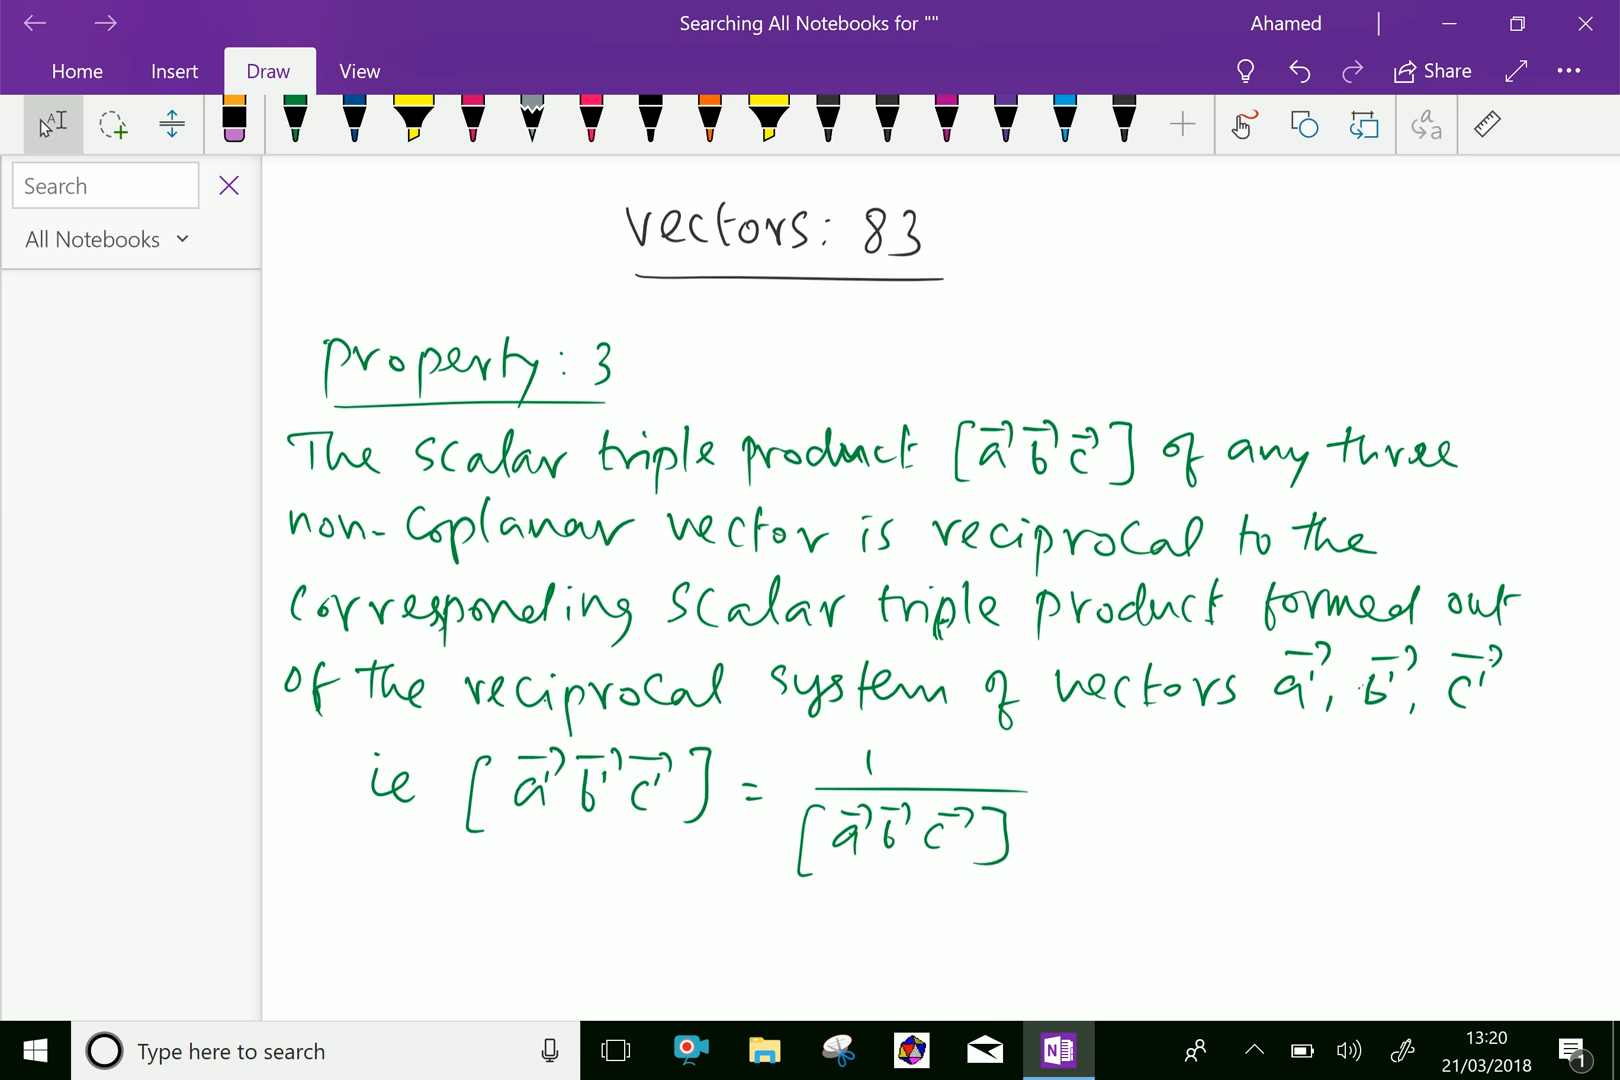 Searching All Notebooks for ""
Ahamed
Home Insert Draw View
Share
Search
All Notebooks
vectors: 83
property: 3
The scalar triple product [a⃗ b⃗ c⃗] of any three
non-coplanar vector is reciprocal to the
corresponding scalar triple product formed out
of the reciprocal system of vectors a⃗', b⃗', c⃗'
ie [a⃗' b⃗' c⃗'] = 1 / [a⃗ b⃗ c⃗]
Type here to search
13:20
21/03/2018
1